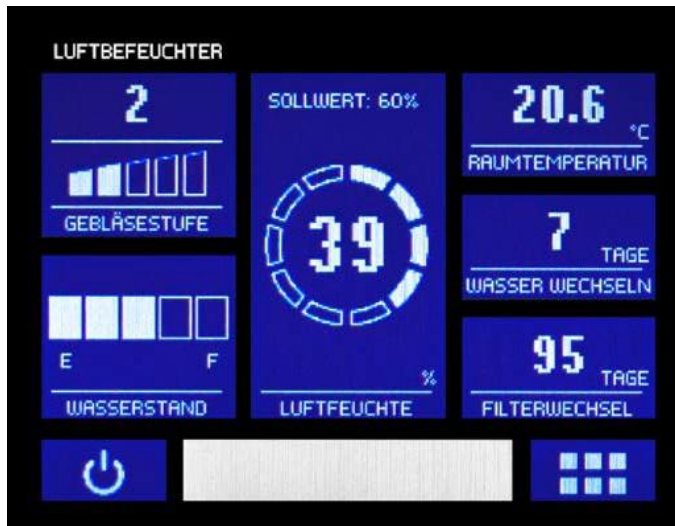 LUFTBEFEUCHTER
2
GEBLÄSESTUFE
E F
WASSERSTAND
SOLLWERT: 60%
39
%
LUFTFEUCHTE
20.6 °C
RAUMTEMPERATUR
7 TAGE
WASSER WECHSELN
95 TAGE
FILTERWECHSEL